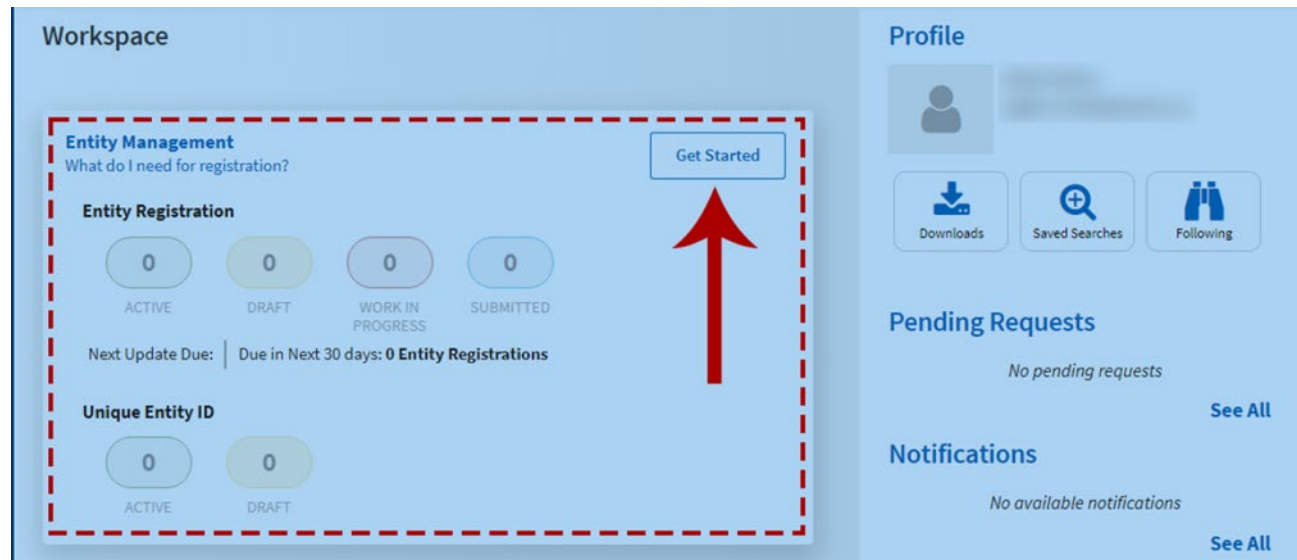 Workspace
Entity Management
What do I need for registration?
Get Started
Entity Registration
0 0 0 0
ACTIVE DRAFT WORK IN PROGRESS SUBMITTED
Next Update Due: Due in Next 30 days: 0 Entity Registrations
Unique Entity ID
0 0
ACTIVE DRAFT
Profile
Downloads Saved Searches Following
Pending Requests
No pending requests
See All
Notifications
No available notifications
See All